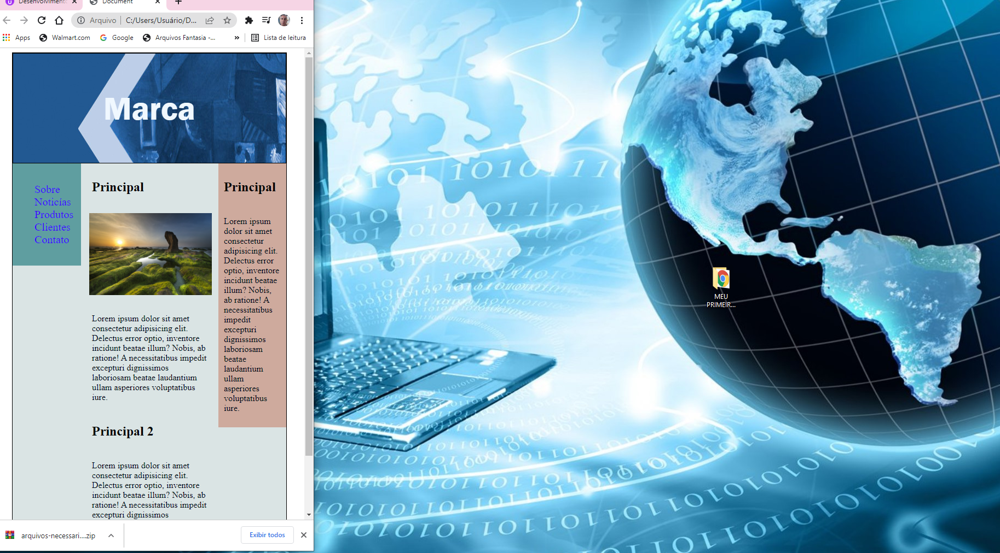 Desenvolvimento
Document
Arquivo
C:/Users/Usuário/D...
Apps
Walmart.com
Google
Arquivos Fantasia -...
»
Lista de leitura
Marca
Sobre
Noticías
Produtos
Clientes
Contato
Principal
Lorem ipsum dolor sit amet
consectetur adipisicing elit.
Delectus error optio, inventore
incidunt beatae illum? Nobis, ab
ratione! A necessitatibus impedit
excepturi dignissimos
laboriosam beatae laudantium
ullam asperiores voluptatibus
iure.
Principal 2
Lorem ipsum dolor sit amet
consectetur adipisicing elit.
Delectus error optio, inventore
incidunt beatae illum? Nobis, ab
ratione! A necessitatibus impedit
excepturi dignissimos
Principal
Lorem ipsum
dolor sit amet
consectetur
adipisicing elit.
Delectus error
optio, inventore
incidunt beatae
illum? Nobis,
ab ratione! A
necessitatibus
impedit
excepturi
dignissimos
laboriosam
beatae
laudantium
ullam
asperiores
voluptatibus
iure.
arquivos-necessari....zip
Exibir todos
MEU
PRIMEIR...